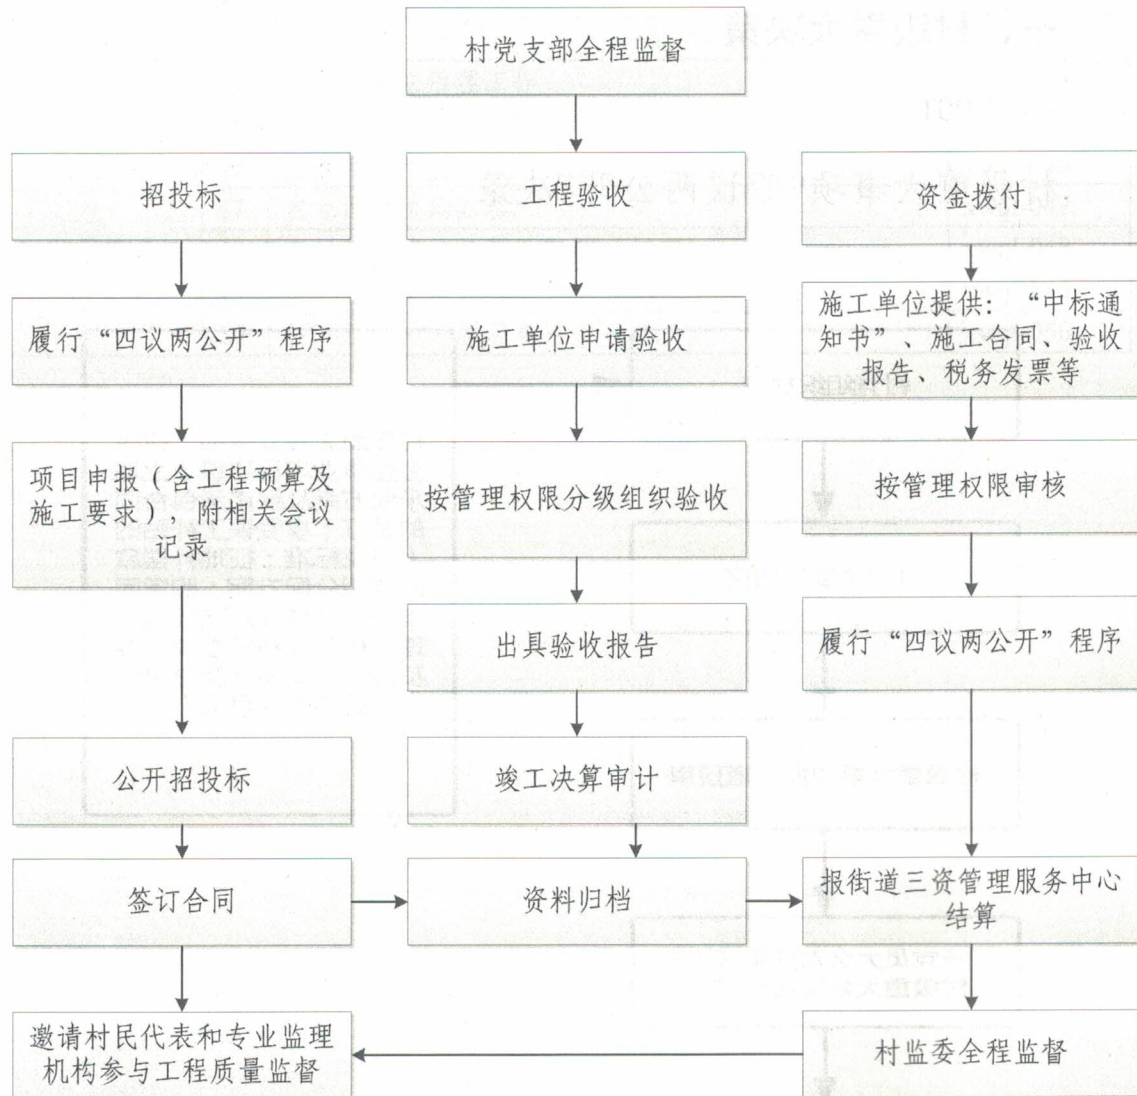 村党支部全程监督
招投标
工程验收
资金拨付
履行“四议两公开”程序
施工单位申请验收
施工单位提供：“中标通
知书”、施工合同、验收
报告、税务发票等
项目申报（含工程预算及
施工要求），附相关会议
记录
按管理权限分级组织验收
按管理权限审核
出具验收报告
履行“四议两公开”程序
公开招投标
竣工决算审计
签订合同
资料归档
报街道三资管理服务中心
结算
邀请村民代表和专业监理
机构参与工程质量监督
村监委全程监督